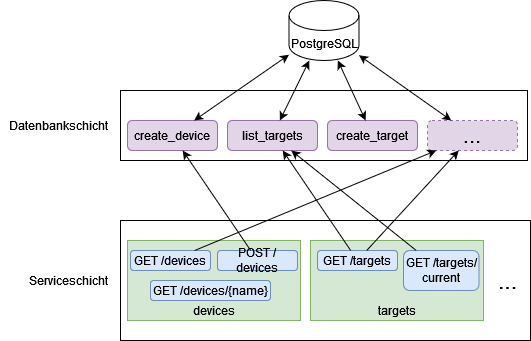 PostgreSQL
Datenbankschicht
create_device
list_targets
create_target
...
Serviceschicht
GET /devices
POST /
devices
GET /devices/{name}
devices
GET /targets
GET /targets/
current
targets
...